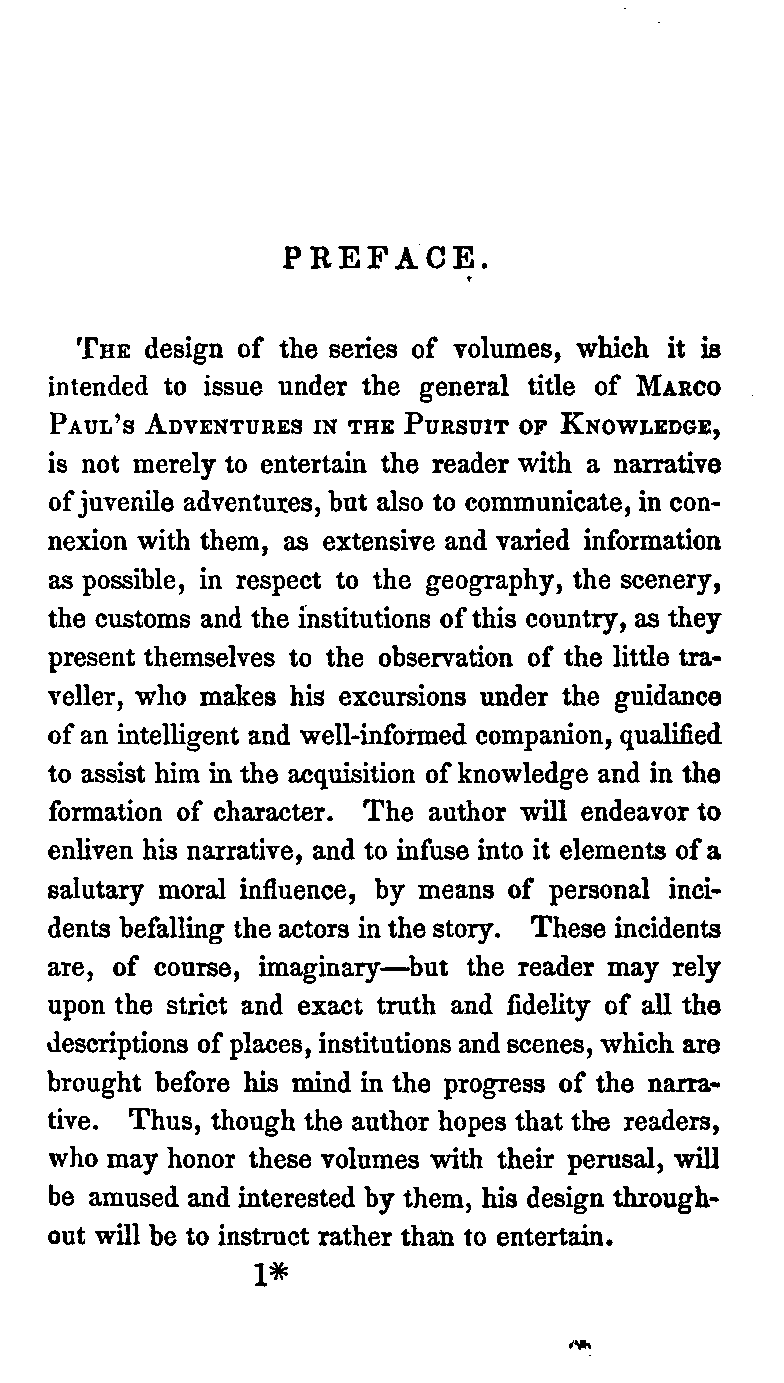 PREFACE.
THE design of the series of volumes, which it is
intended to issue under the general title of MARCO
PAUL'S ADVENTURES IN THE PURSUIT OF KNOWLEDGE,
is not merely to entertain the reader with a narrative
of juvenile adventures, but also to communicate, in con-
nexion with them, as extensive and varied information
as possible, in respect to the geography, the scenery,
the customs and the institutions of this country, as they
present themselves to the observation of the little tra-
veller, who makes his excursions under the guidance
of an intelligent and well-informed companion, qualified
to assist him in the acquisition of knowledge and in the
formation of character. The author will endeavor to
enliven his narrative, and to infuse into it elements of a
salutary moral influence, by means of personal inci-
dents befalling the actors in the story. These incidents
are, of course, imaginary—but the reader may rely
upon the strict and exact truth and fidelity of all the
descriptions of places, institutions and scenes, which are
brought before his mind in the progress of the narra-
tive. Thus, though the author hopes that the readers,
who may honor these volumes with their perusal, will
be amused and interested by them, his design through-
out will be to instruct rather than to entertain.
1*